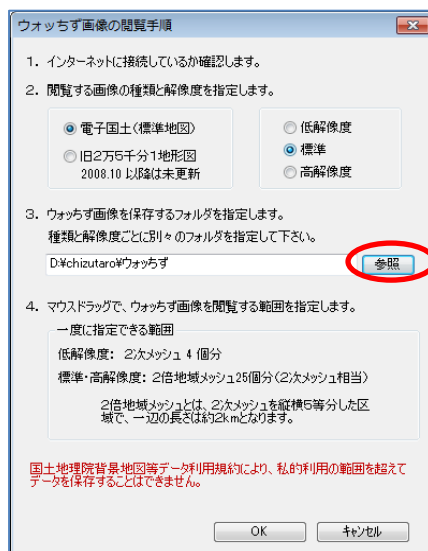 ウォッちず画像の閲覧手順
1. インターネットに接続しているか確認します。
2. 閲覧する画像の種類と解像度を指定します。
電子国土(標準地図)
旧2万5千分1地形図
2008.10 以降は未更新
低解像度
標準
高解像度
3. ウォッちず画像を保存するフォルダを指定します。
種類と解像度ごとに別々のフォルダを指定して下さい。
D:¥chizutaro¥ウォッちず
参照
4. マウスドラッグで、ウォッちず画像を閲覧する範囲を指定します。
一度に指定できる範囲
低解像度: 2次メッシュ 4 個分
標準・高解像度: 2倍地域メッシュ25個分(2次メッシュ相当)
2倍地域メッシュとは、2次メッシュを縦横5等分した区
域で、一辺の長さは約2kmとなります。
国土地理院背景地図等データ利用規約により、私的利用の範囲を超えて
データを保存することはできません。
OK
キャンセル